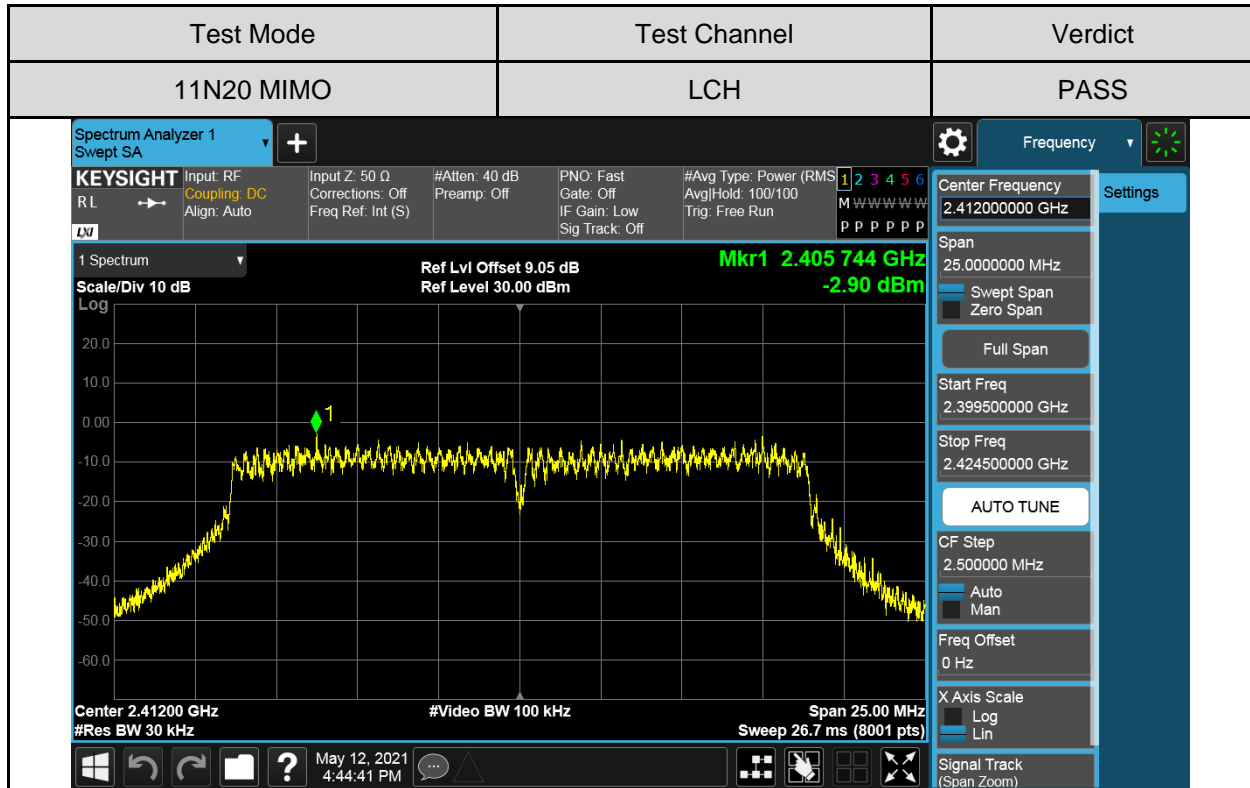 Test Mode Test Channel Verdict
11N20 MIMO LCH PASS
Spectrum Analyzer 1
Swept SA
Frequency
KEYSIGHT
RL
LXI
Input: RF
Coupling: DC
Align: Auto
Input Z: 50 Ω
Corrections: Off
Freq Ref: Int (S)
#Atten: 40 dB
Preamp: Off
PNO: Fast
Gate: Off
IF Gain: Low
Sig Track: Off
#Avg Type: Power (RMS
Avg|Hold: 100/100
Trig: Free Run
1 2 3 4 5 6
M W W W W W
P P P P P P
1 Spectrum
Scale/Div 10 dB
Log
Ref Lvl Offset 9.05 dB
Ref Level 30.00 dBm
Mkr1 2.405 744 GHz
-2.90 dBm
20.0
10.0
0.00
-10.0
-20.0
-30.0
-40.0
-50.0
-60.0
1
Center 2.41200 GHz
#Res BW 30 kHz
#Video BW 100 kHz
Span 25.00 MHz
Sweep 26.7 ms (8001 pts)
May 12, 2021
4:44:41 PM
?
Center Frequency
2.412000000 GHz
Settings
Span
25.0000000 MHz
Swept Span
Zero Span
Full Span
Start Freq
2.399500000 GHz
Stop Freq
2.424500000 GHz
AUTO TUNE
CF Step
2.500000 MHz
Auto
Man
Freq Offset
0 Hz
X Axis Scale
Log
Lin
Signal Track
(Span Zoom)